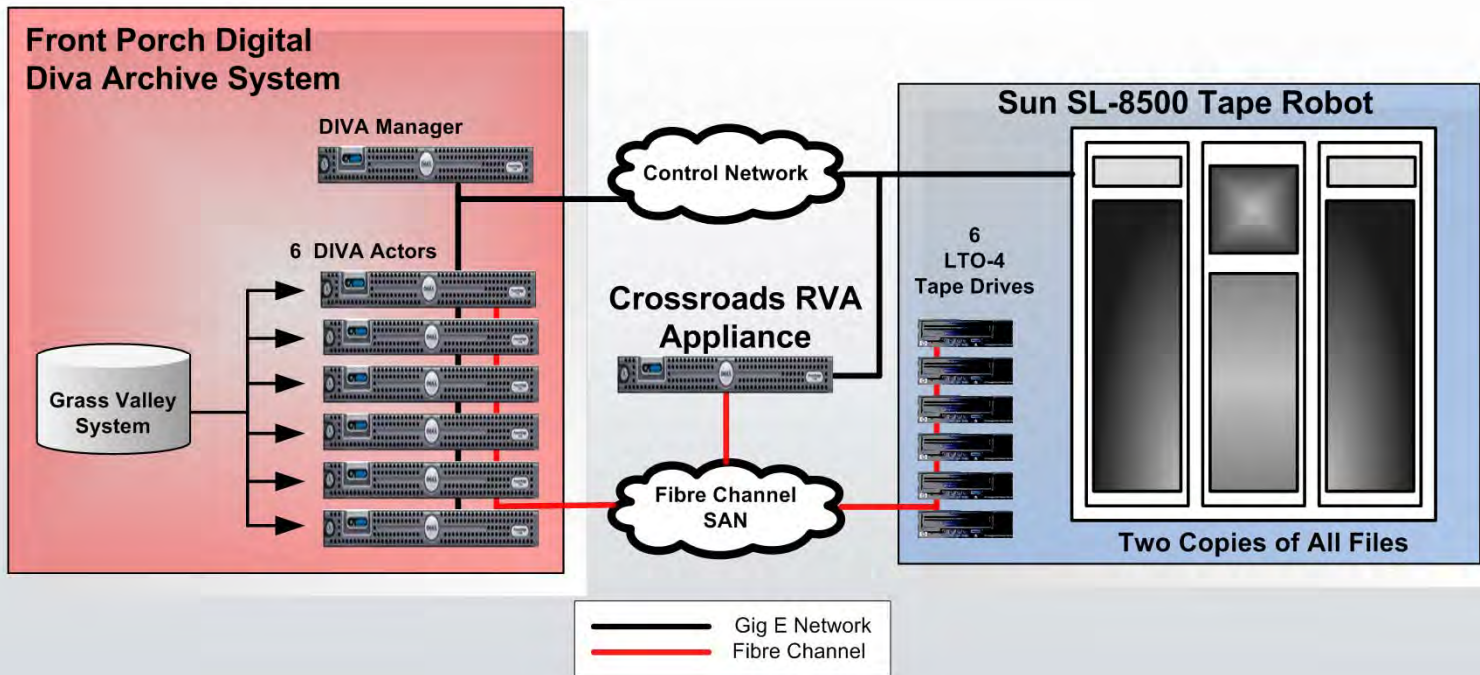 Front Porch Digital
Diva Archive System
DIVA Manager
6 DIVA Actors
Grass Valley
System
Control Network
Crossroads RVA
Appliance
Fibre Channel
SAN
Sun SL-8500 Tape Robot
6
LTO-4
Tape Drives
Two Copies of All Files
Gig E Network
Fibre Channel